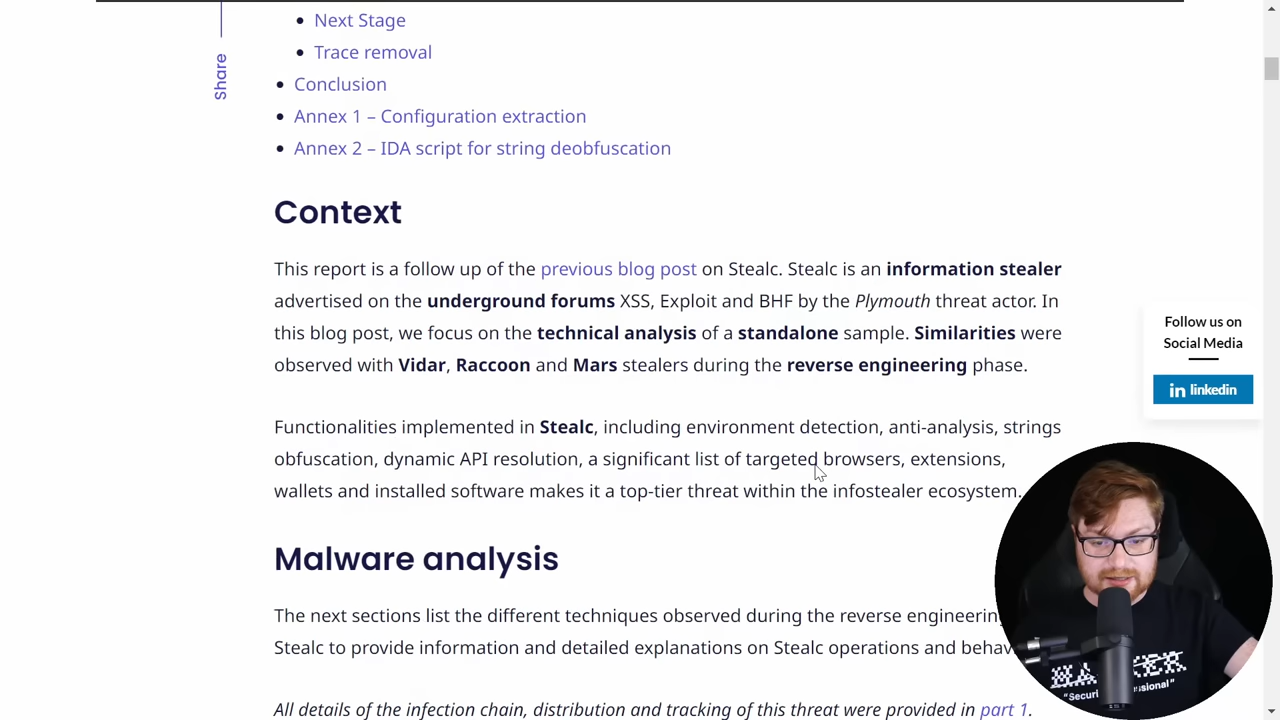 Next Stage
Trace removal
Share
Conclusion
Annex 1 – Configuration extraction
Annex 2 – IDA script for string deobfuscation
Context
This report is a follow up of the previous blog post on Stealc. Stealc is an information stealer
advertised on the underground forums XSS, Exploit and BHF by the Plymouth threat actor. In
this blog post, we focus on the technical analysis of a standalone sample. Similarities were
observed with Vidar, Raccoon and Mars stealers during the reverse engineering phase.
Follow us on
Social Media
in linkedin
Functionalities implemented in Stealc, including environment detection, anti-analysis, strings
obfuscation, dynamic API resolution, a significant list of targeted browsers, extensions,
wallets and installed software makes it a top-tier threat within the infostealer ecosystem.
Malware analysis
The next sections list the different techniques observed during the reverse engineering
Stealc to provide information and detailed explanations on Stealc operations and behav
All details of the infection chain, distribution and tracking of this threat were provided in part 1.